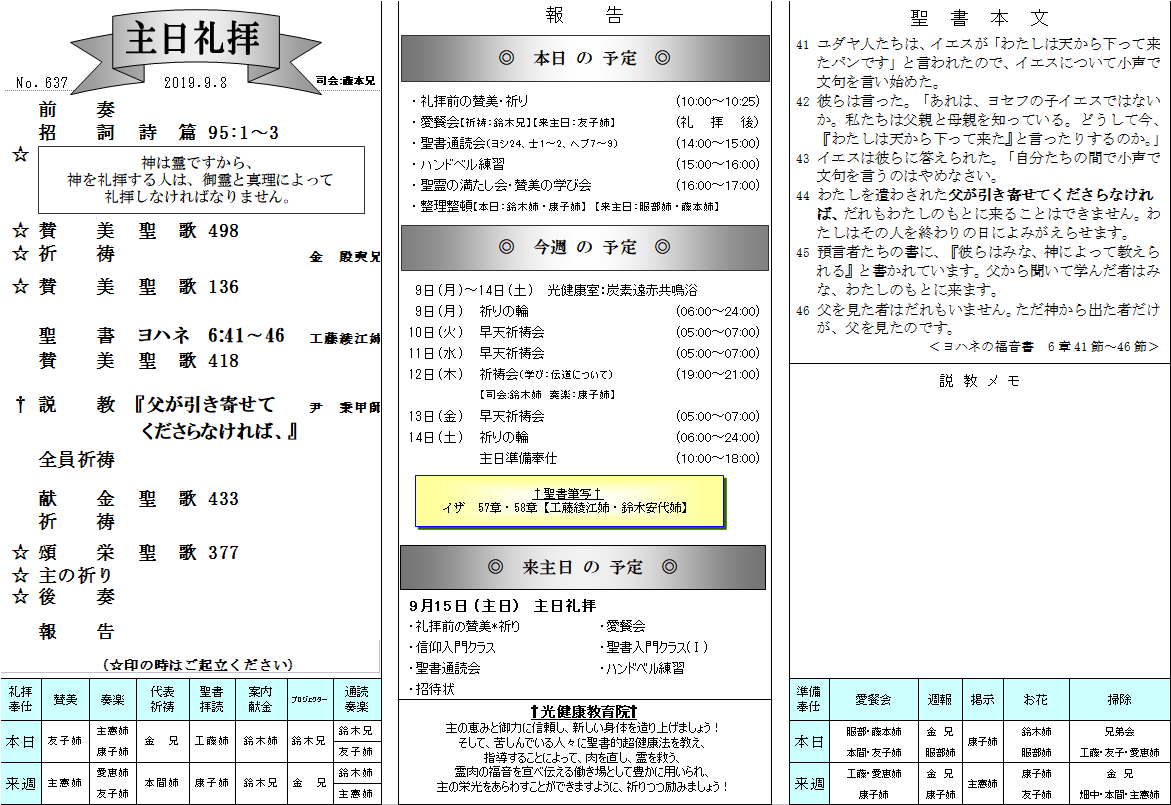 主日礼拝
No. 637　2019.9.8　司会:藤本兄
前　奏
招　詞　詩　篇　95:1～3
☆
神は霊ですから、
神を礼拝する人は、御霊と真理によって
礼拝しなければなりません。
☆ 賛　美　聖　歌　498
☆ 祈　祷　金　殷奭兄
☆ 賛　美　聖　歌　136
聖　書　ヨハネ　6:41～46　工藤綾江姉
賛　美　聖　歌　418
† 説　教　『父が引き寄せて　尹　秉甲師
くださらなければ、』
全員祈祷
献　金　聖　歌　433
祈　祷
☆ 頌　栄　聖　歌　377
☆ 主の祈り
☆ 後　奏
報　告
(☆印の時はご起立ください)
礼拝奉仕　賛美　奏楽　代表祈祷　聖書拝読　案内献金　プロジェクター　通読奏楽
本日　友子姉　主憲姉 康子姉　金　兄　工藤姉　鈴木姉　鈴木兄　鈴木兄 友子姉
来週　主憲姉　愛恵姉 友子姉　本間姉　康子姉　鈴木兄　金　兄　鈴木姉 主憲姉
報　告
◎　本日 の 予定　◎
・礼拝前の賛美・祈り　(10:00～10:25)
・愛餐会【祈祷：鈴木兄】【来主日：友子姉】　(礼　拝　後)
・聖書通読会(ヨシ24、士1～2、ヘブ7～9)　(14:00～15:00)
・ハンドベル練習　(15:00～16:00)
・聖霊の満たし会・賛美の学び会　(16:00～17:00)
・整理整頓【本日：鈴木姉・康子姉】【来主日：服部姉・藤本姉】
◎　今週 の 予定　◎
9日(月)～14日(土)　光健康室：炭素遠赤共鳴浴
9日(月)　祈りの輪　(06:00～24:00)
10日(火)　早天祈祷会　(05:00～07:00)
11日(水)　早天祈祷会　(05:00～07:00)
12日(木)　祈祷会(学び：伝道について)　(19:00～21:00)
【司会:鈴木姉　奏楽：康子姉】
13日(金)　早天祈祷会　(05:00～07:00)
14日(土)　祈りの輪　(06:00～24:00)
主日準備奉仕　(10:00～18:00)
†聖書筆写†
イザ　57章・58章【工藤綾江姉・鈴木安代姉】
◎　来主日 の 予定　◎
9月15日(主日)　主日礼拝
・礼拝前の賛美*祈り　・愛餐会
・信仰入門クラス　・聖書入門クラス(Ⅰ)
・聖書通読会　・ハンドベル練習
・招待状
†光健康教育院†
主の恵みと御力に信頼し、新しい身体を造り上げましょう！
そして、苦しんでいる人々に聖書的超健康法を教え、
指導することによって、肉を直し、霊を救う、
霊肉の福音を宣べ伝える働き場として豊かに用いられ、
主の栄光をあらわすことができますように、祈りつつ励みましょう！
聖 書 本 文
41 ユダヤ人たちは、イエスが「わたしは天から下って来
たパンです」と言われたので、イエスについて小声で
文句を言い始めた。
42 彼らは言った。「あれは、ヨセフの子イエスではない
か。私たちは父親と母親を知っている。どうして今、
『わたしは天から下って来た』と言ったりするのか。」
43 イエスは彼らに答えられた。「自分たちの間で小声で
文句を言うのはやめなさい。
44 わたしを遣わされた父が引き寄せてくださらなけれ
ば、だれもわたしのもとに来ることはできません。わ
たしはその人を終わりの日によみがえらせます。
45 預言者たちの書に、『彼らはみな、神によって教えら
れる』と書かれています。父から聞いて学んだ者はみ
な、わたしのもとに来ます。
46 父を見た者はだれもいません。ただ神から出た者だけ
が、父を見たのです。
＜ヨハネの福音書　6章41節～46節＞
説 教 メ モ
準備奉仕　愛餐会　週報　掲示　お花　掃除
本日　服部・藤本姉 本間・友子姉　金　兄 服部姉　康子姉　鈴木姉 服部姉　兄弟会 工藤・友子・愛恵姉
来週　工藤・愛恵姉 康子姉　金　兄 康子姉　主憲姉　康子姉 友子姉　金　兄 畑中・本間・主憲姉